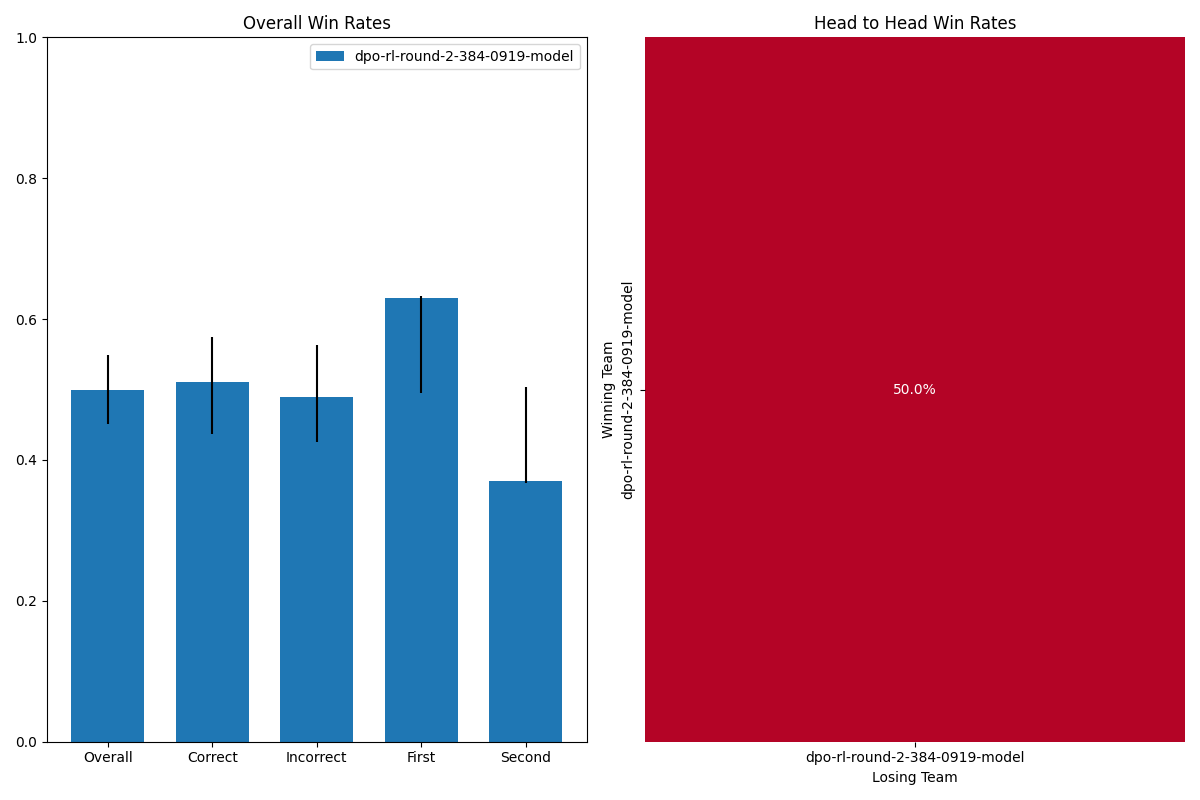 Overall Win Rates
1.0
0.8
0.6
0.4
0.2
0.0
dpo-rl-round-2-384-0919-model
Overall
Correct
Incorrect
First
Second
Head to Head Win Rates
Winning Team
dpo-rl-round-2-384-0919-model
50.0%
dpo-rl-round-2-384-0919-model
Losing Team